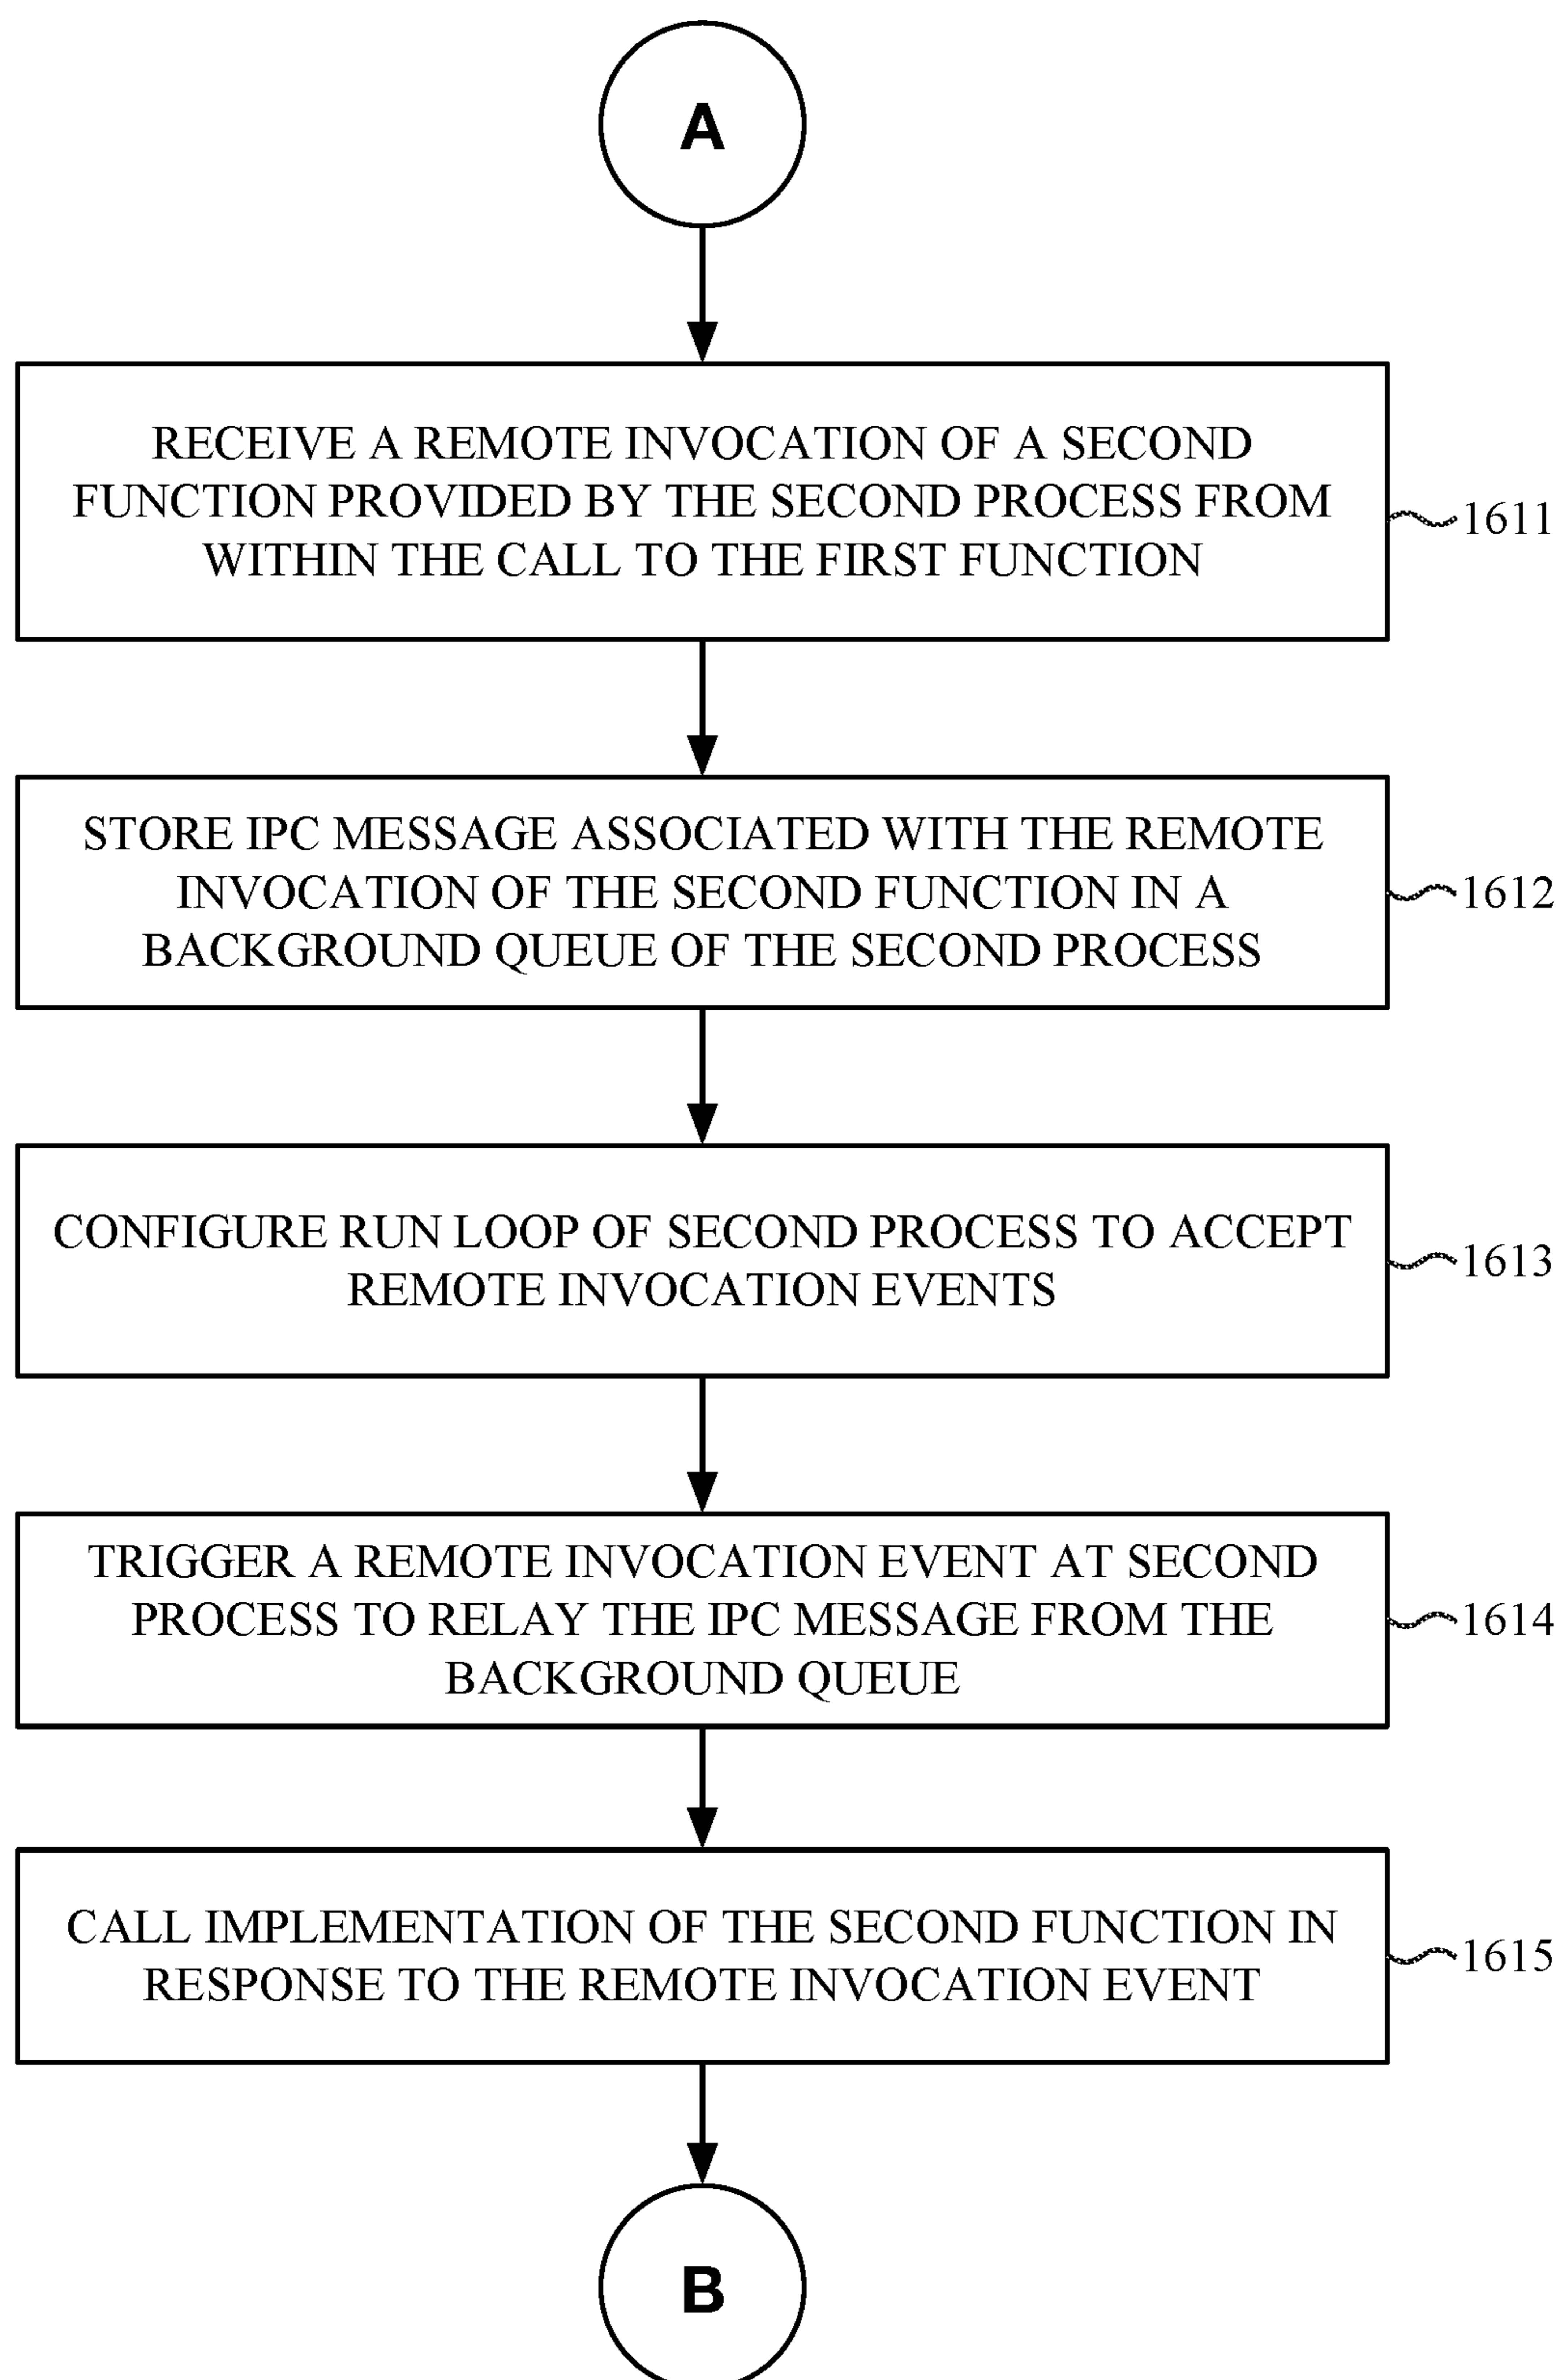 A
RECEIVE A REMOTE INVOCATION OF A SECOND
FUNCTION PROVIDED BY THE SECOND PROCESS FROM
WITHIN THE CALL TO THE FIRST FUNCTION
1611
STORE IPC MESSAGE ASSOCIATED WITH THE REMOTE
INVOCATION OF THE SECOND FUNCTION IN A
BACKGROUND QUEUE OF THE SECOND PROCESS
1612
CONFIGURE RUN LOOP OF SECOND PROCESS TO ACCEPT
REMOTE INVOCATION EVENTS
1613
TRIGGER A REMOTE INVOCATION EVENT AT SECOND
PROCESS TO RELAY THE IPC MESSAGE FROM THE
BACKGROUND QUEUE
1614
CALL IMPLEMENTATION OF THE SECOND FUNCTION IN
RESPONSE TO THE REMOTE INVOCATION EVENT
1615
B